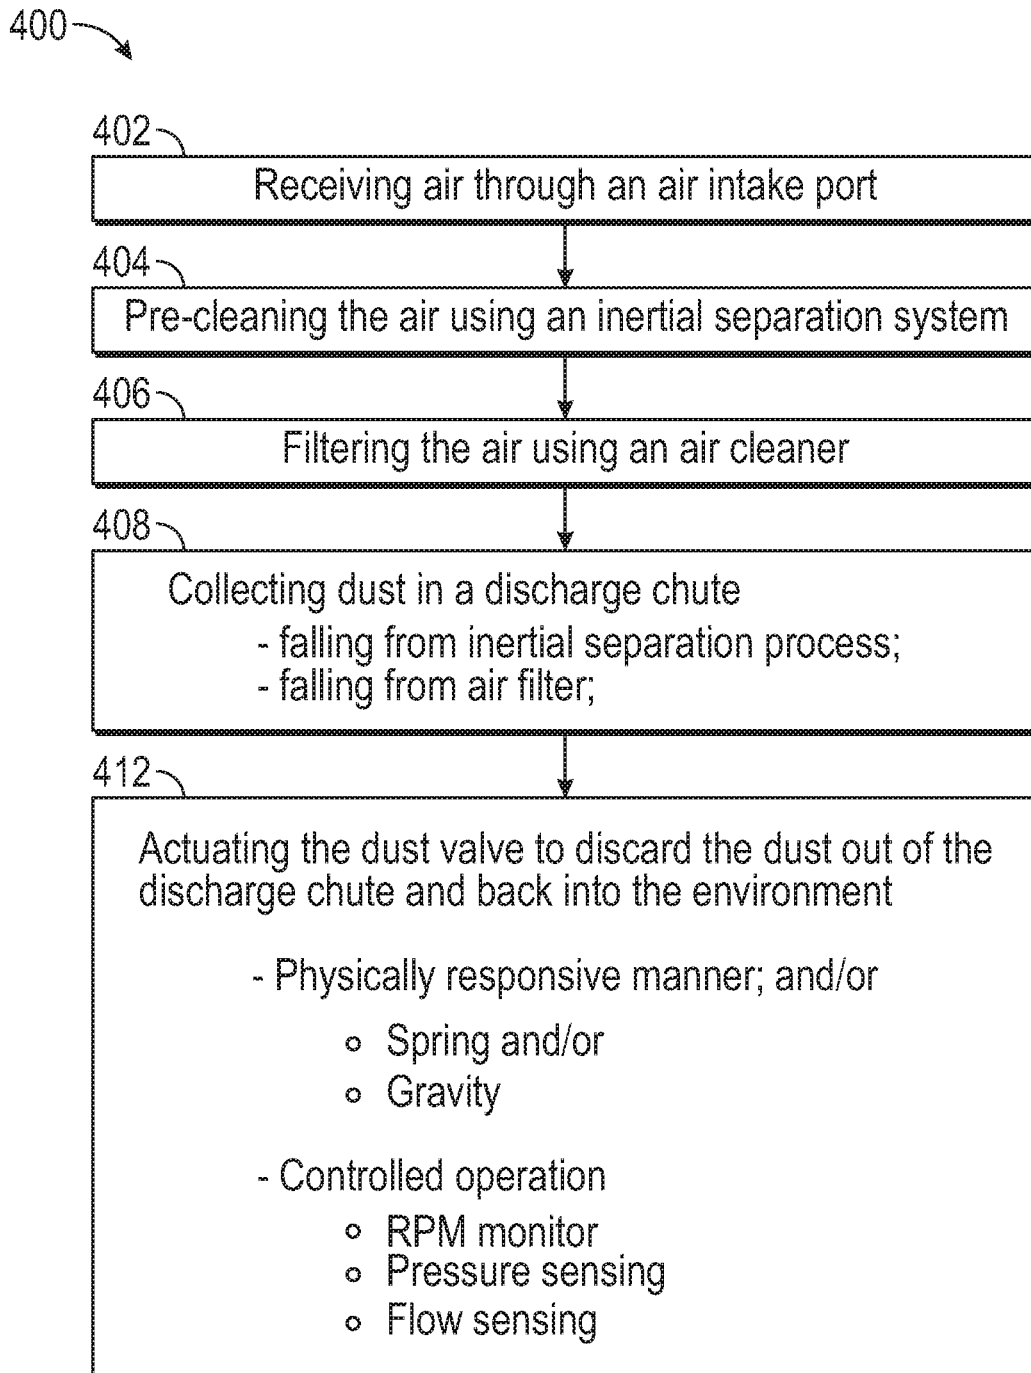 400
402
Receiving air through an air intake port
404
Pre-cleaning the air using an inertial separation system
406
Filtering the air using an air cleaner
408
Collecting dust in a discharge chute
- falling from inertial separation process;
- falling from air filter;
412
Actuating the dust valve to discard the dust out of the
discharge chute and back into the environment
- Physically responsive manner; and/or
o Spring and/or
o Gravity
- Controlled operation
o RPM monitor
o Pressure sensing
o Flow sensing